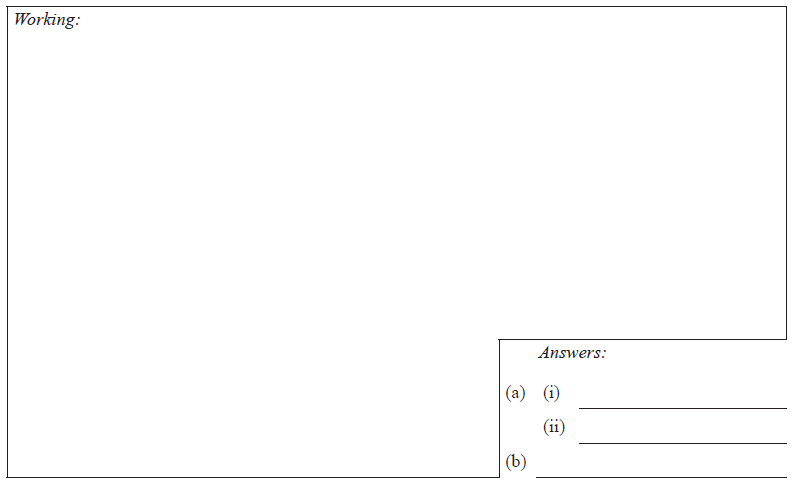 Working:
Answers:
(a) (i)
(ii)
(b)